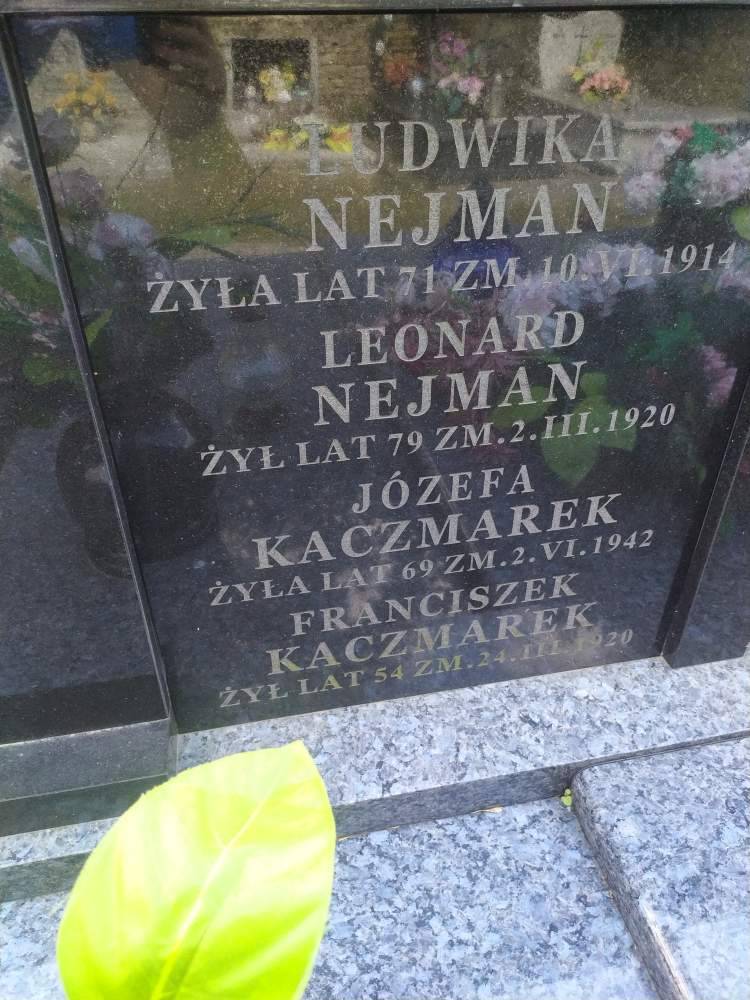 LUDWIKA
NEJMAN
ŻYŁA LAT 71 ZM 10.VI.1914
LEONARD
NEJMAN
ŻYŁ LAT 79 ZM.2.III.1920
JÓZEFA
KACZMAREK
ŻYŁA LAT 69 ZM.2.VI.1942
FRANCISZEK
KACZMAREK
ŻYŁ LAT 54 ZM.24.III.1920